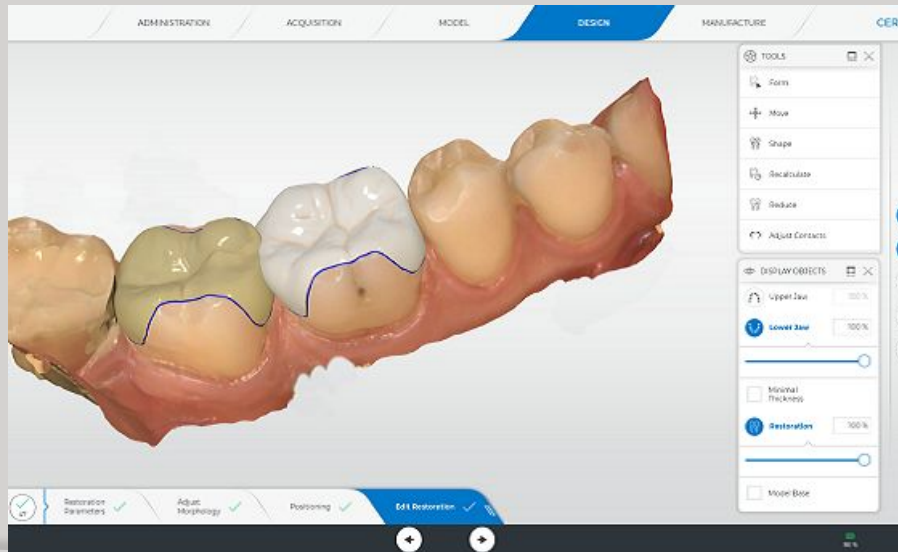 ADMINISTRATION
ACQUISITION
MODEL
DESIGN
MANUFACTURE
CER
TOOLS
Form
Move
Shape
Recalculate
Reduce
Adjust Contacts
DISPLAY OBJECTS
Upper Jaw 100 %
Lower Jaw 100 %
Minimal
Thickness
Restoration 100 %
Model Base
Restoration
Parameters
Adjust
Morphology
Positioning
Edit Restoration